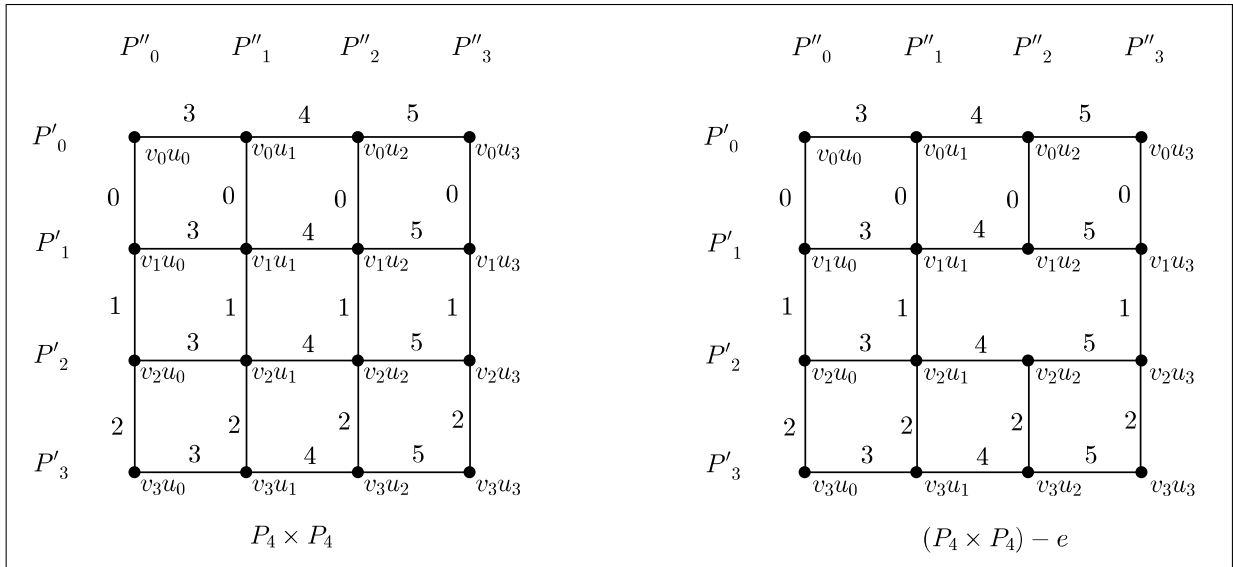 P″₀ P″₁ P″₂ P″₃ P″₀ P″₁ P″₂ P″₃
3 4 5 3 4 5
P′₀ P′₀
v₀u₀ v₀u₁ v₀u₂ v₀u₃ v₀u₀ v₀u₁ v₀u₂ v₀u₃
0 0 0 0 0 0 0 0
3 4 5 3 4 5
P′₁ P′₁
v₁u₀ v₁u₁ v₁u₂ v₁u₃ v₁u₀ v₁u₁ v₁u₂ v₁u₃
1 1 1 1 1 1 1
3 4 5 3 4 5
P′₂ P′₂
v₂u₀ v₂u₁ v₂u₂ v₂u₃ v₂u₀ v₂u₁ v₂u₂ v₂u₃
2 2 2 2 2 2 2 2
3 4 5 3 4 5
P′₃ P′₃
v₃u₀ v₃u₁ v₃u₂ v₃u₃ v₃u₀ v₃u₁ v₃u₂ v₃u₃
P₄ × P₄ (P₄ × P₄) − e